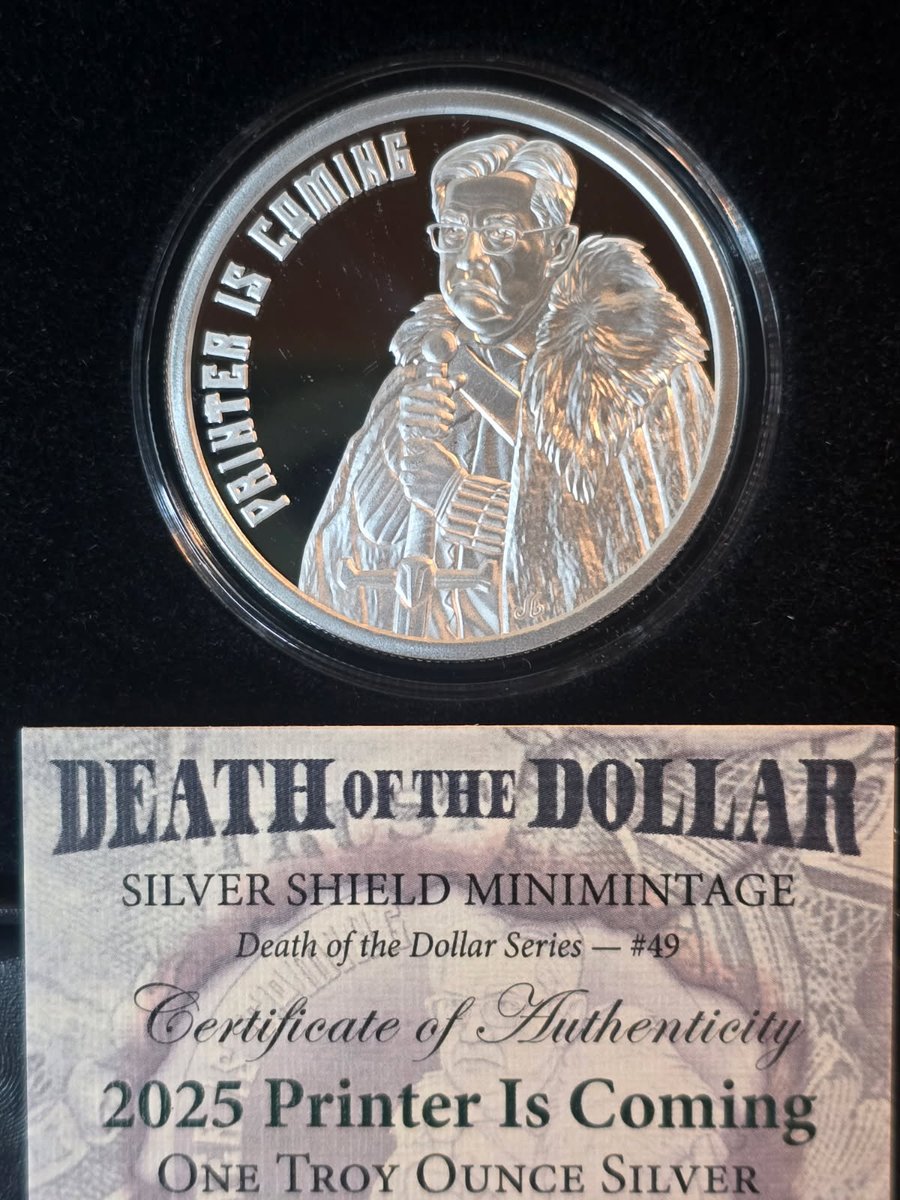 PRINTER IS COMING
JB
DEATH OF THE DOLLAR
SILVER SHIELD MINIMINTAGE
Death of the Dollar Series — #49
Certificate of Authenticity
2025 Printer Is Coming
ONE TROY OUNCE SILVER